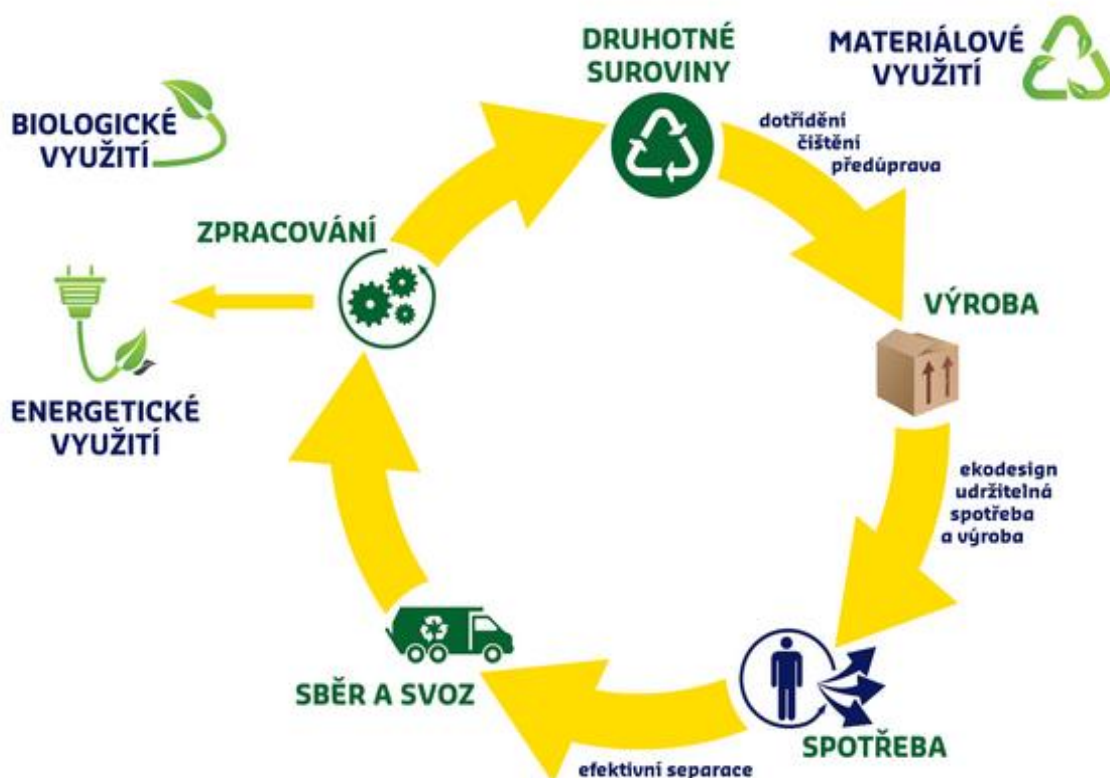 DRUHOTNÉ
SUROVINY
MATERIÁLOVÉ
VYUŽITÍ
BIOLOGICKÉ
VYUŽITÍ
dotřídění
čištění
předúprava
ZPRACOVÁNÍ
VÝROBA
ENERGETICKÉ
VYUŽITÍ
ekodesign
udržitelná
spotřeba
a výroba
SBĚR A SVOZ
SPOTŘEBA
efektivní separace